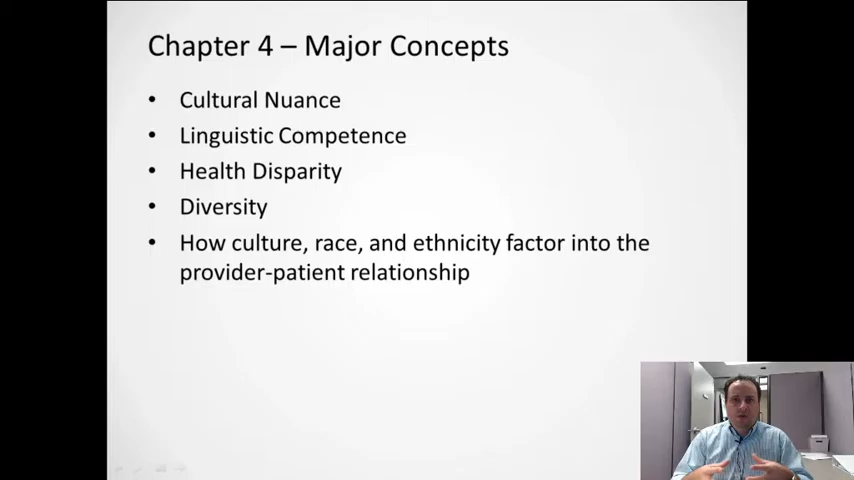 Chapter 4 – Major Concepts
• Cultural Nuance
• Linguistic Competence
• Health Disparity
• Diversity
• How culture, race, and ethnicity factor into the
provider-patient relationship